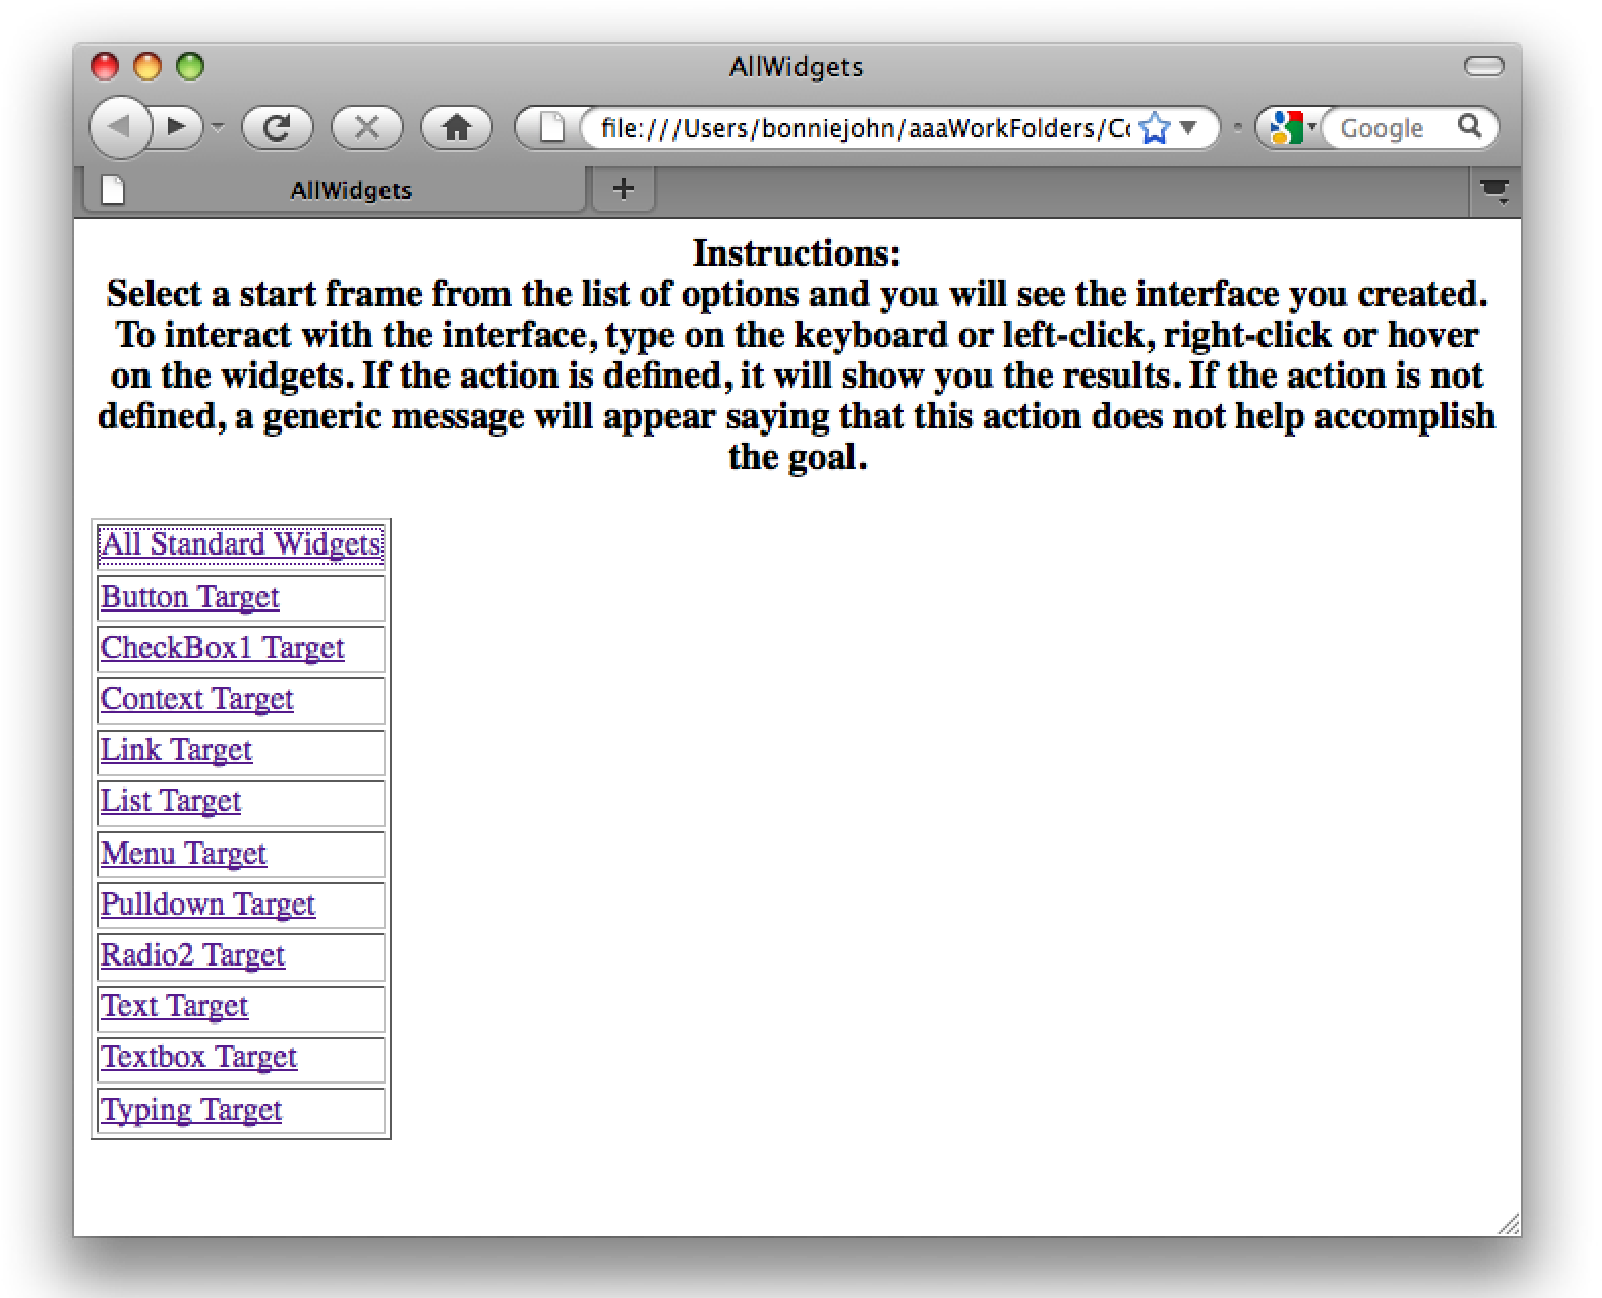 AllWidgets
file:///Users/bonniejohn/aaaWorkFolders/Co
Google
AllWidgets
Instructions:
Select a start frame from the list of options and you will see the interface you created.
To interact with the interface, type on the keyboard or left-click, right-click or hover
on the widgets. If the action is defined, it will show you the results. If the action is not
defined, a generic message will appear saying that this action does not help accomplish
the goal.
All Standard Widgets
Button Target
CheckBox1 Target
Context Target
Link Target
List Target
Menu Target
Pulldown Target
Radio2 Target
Text Target
Textbox Target
Typing Target